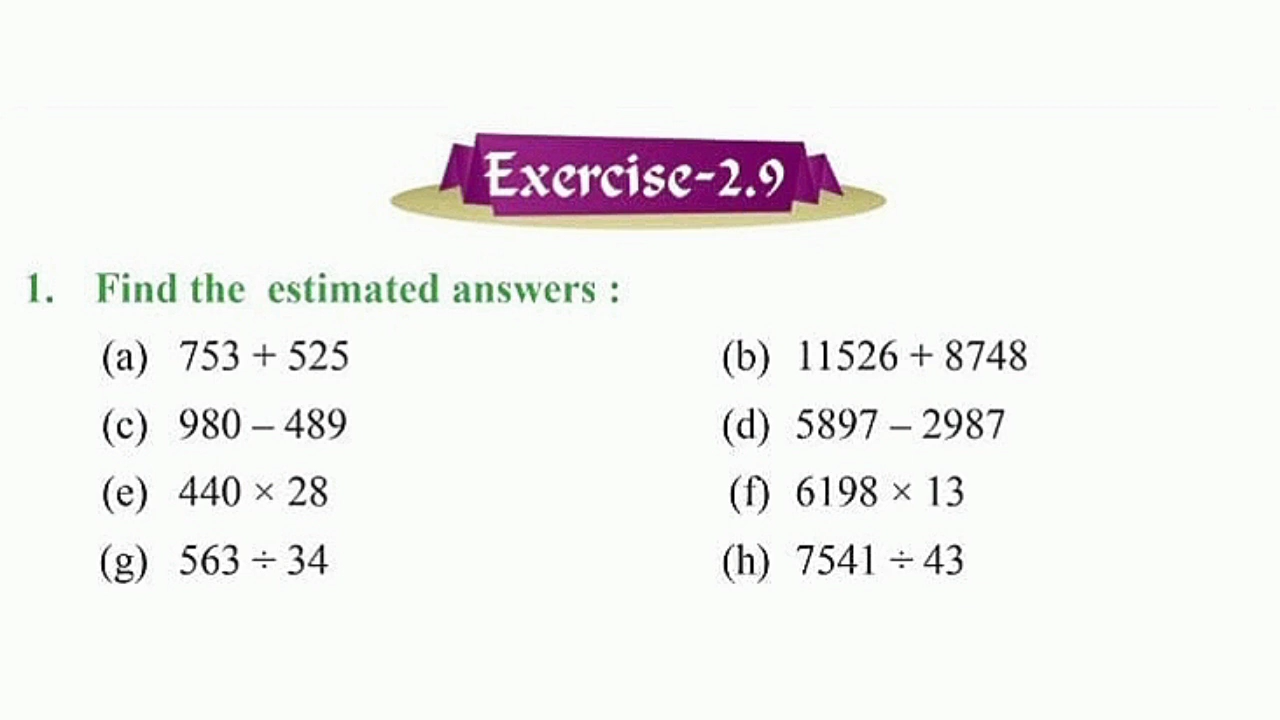 Exercise-2.9
1. Find the estimated answers :
(a) 753 + 525 (b) 11526 + 8748
(c) 980 – 489 (d) 5897 – 2987
(e) 440 × 28 (f) 6198 × 13
(g) 563 ÷ 34 (h) 7541 ÷ 43